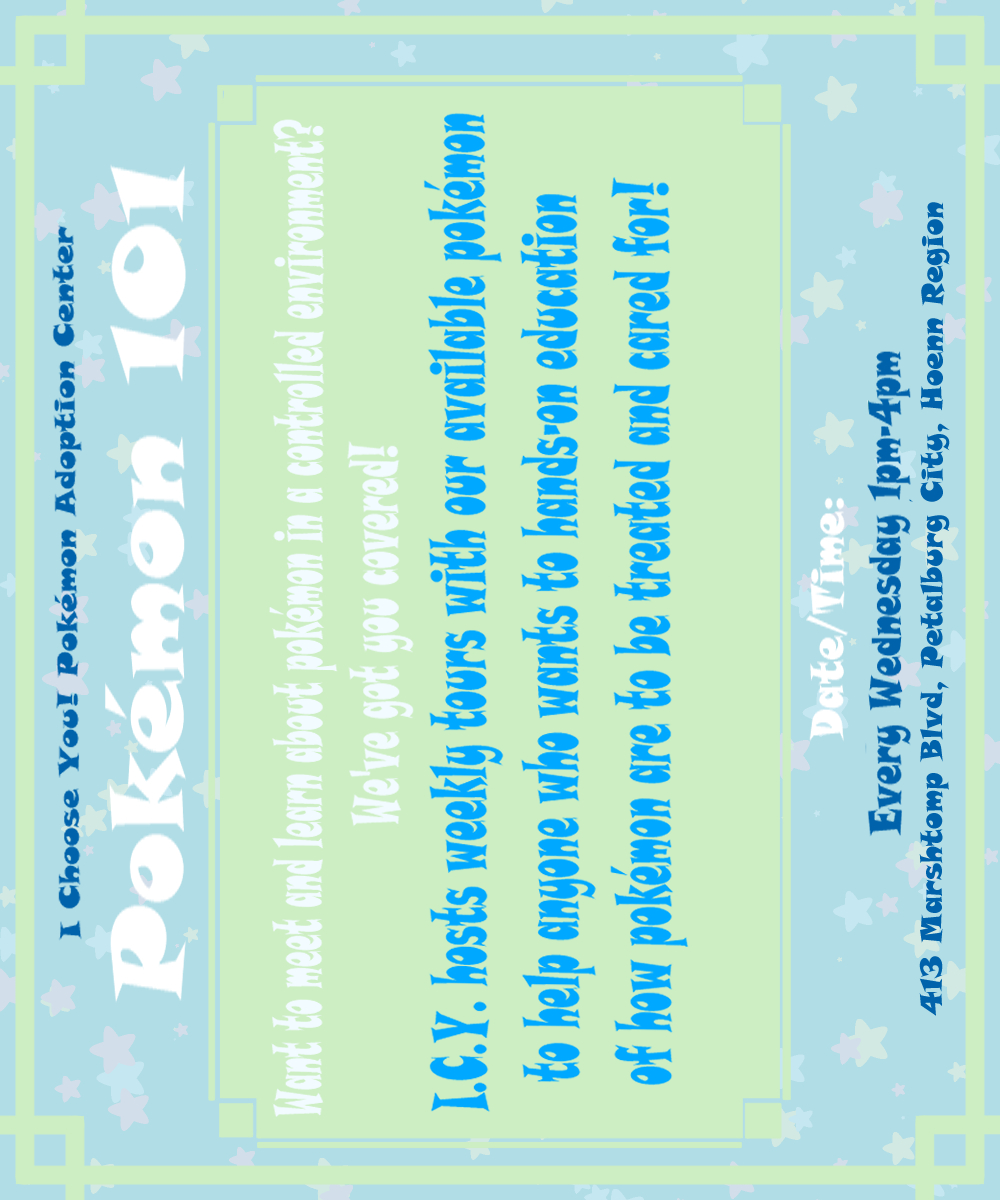 I Choose You! Pokémon Adoption Center
Pokémon 101
Want to meet and learn about pokémon in a controlled environment?
We've got you covered!
I.C.Y. hosts weekly tours with our available pokémon
to help anyone who wants to hands-on education
of how pokémon are to be treated and cared for!
Date/Time:
Every Wednesday 1pm-4pm
413 Marshtomp Blvd, Petalburg City, Hoenn Region